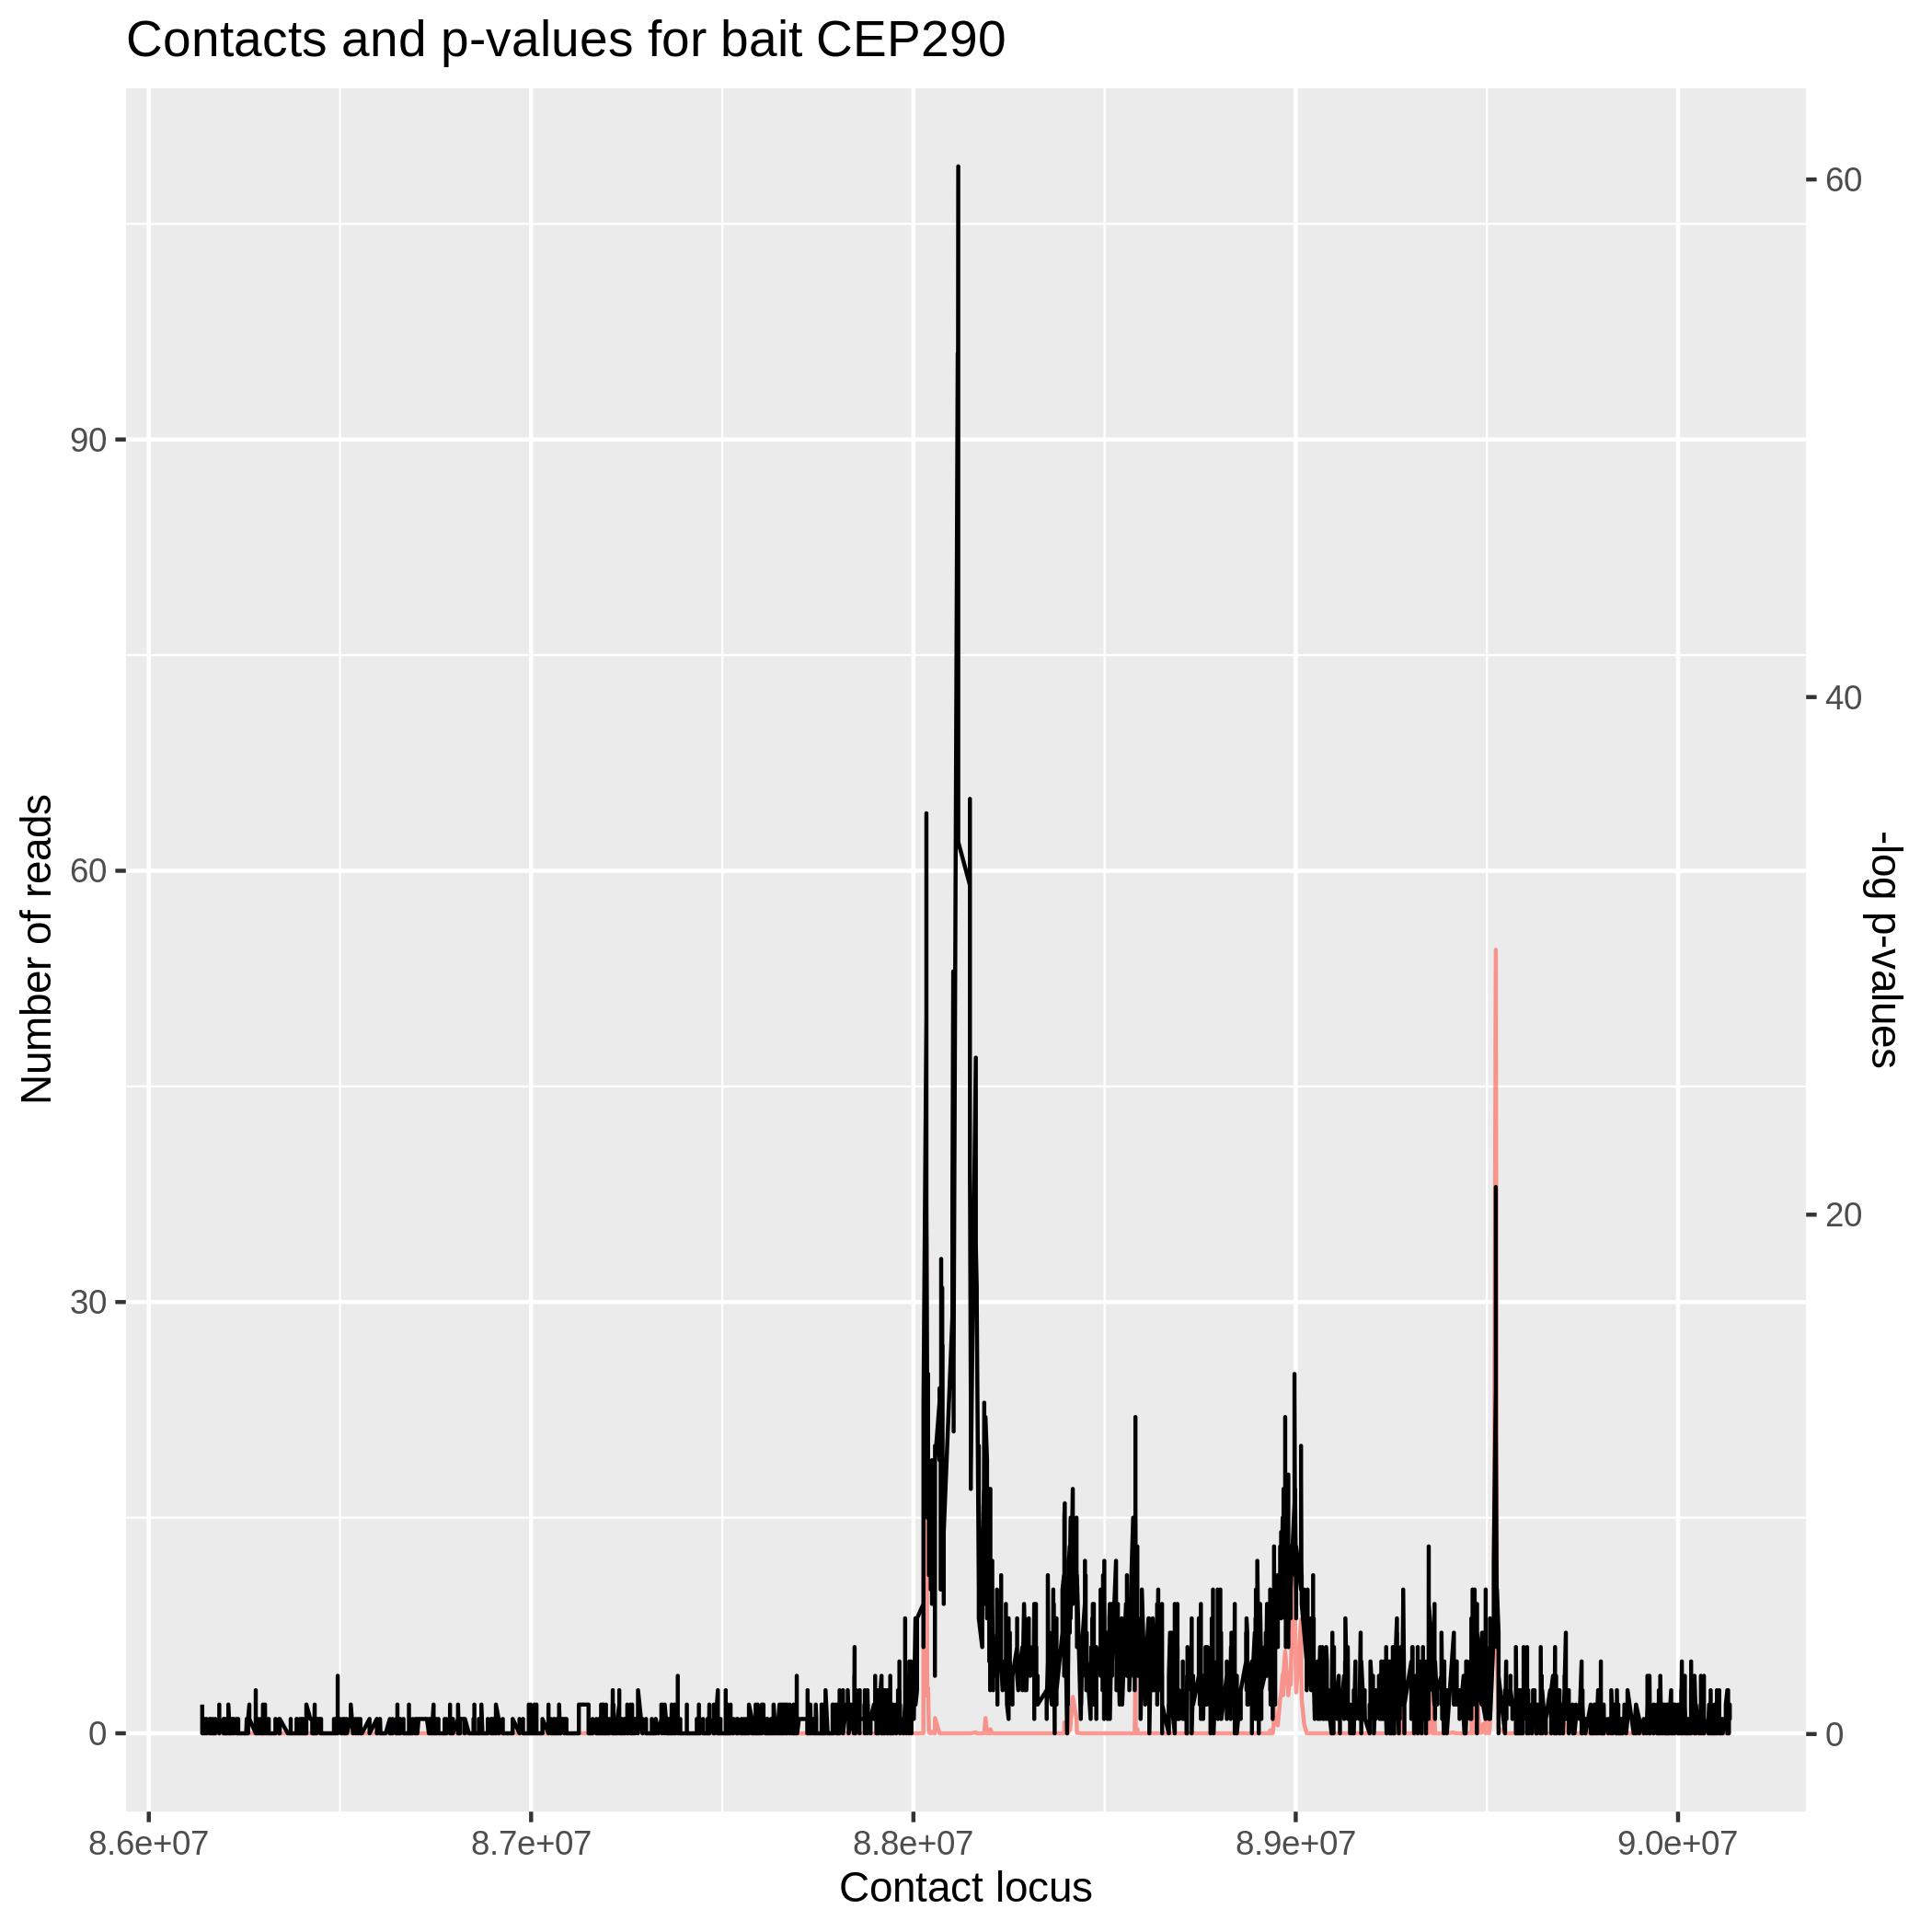 Contacts and p-values for bait CEP290
Number of reads
90
60
30
0
60
40
20
0
-log p-values
8.6e+07 8.7e+07 8.8e+07 8.9e+07 9.0e+07
Contact locus